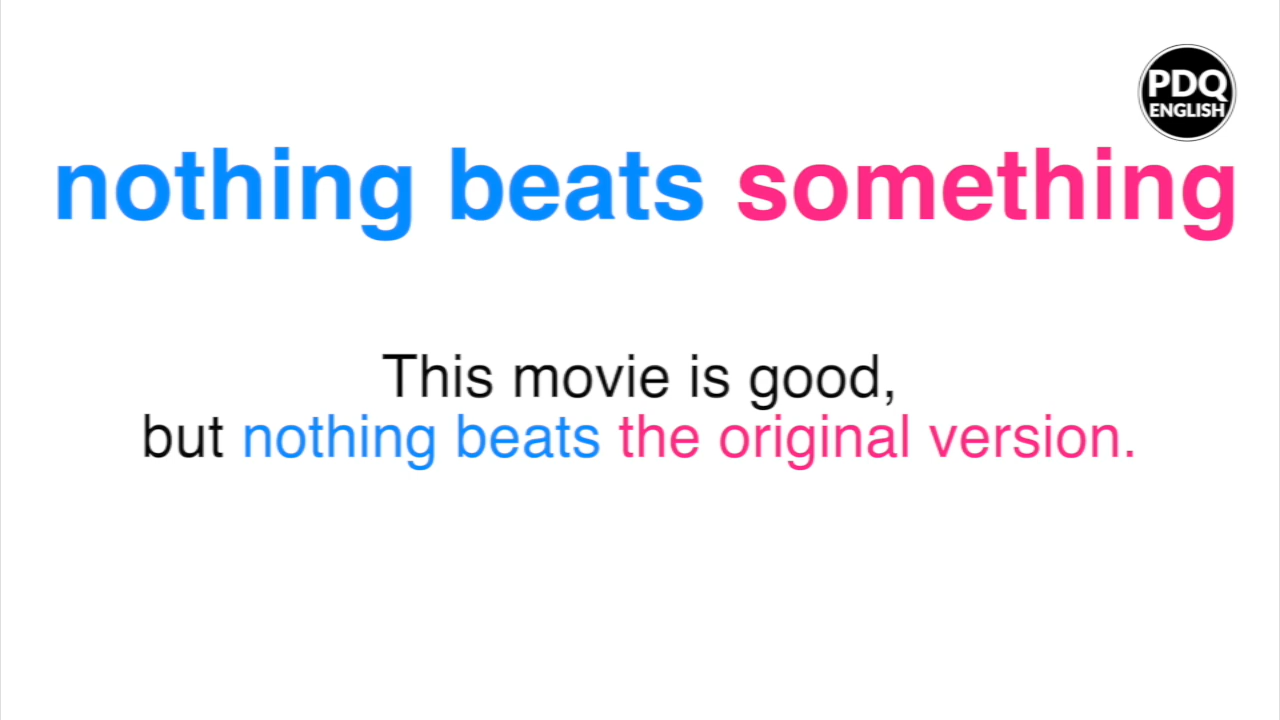 PDQ
ENGLISH
nothing beats something
This movie is good,
but nothing beats the original version.